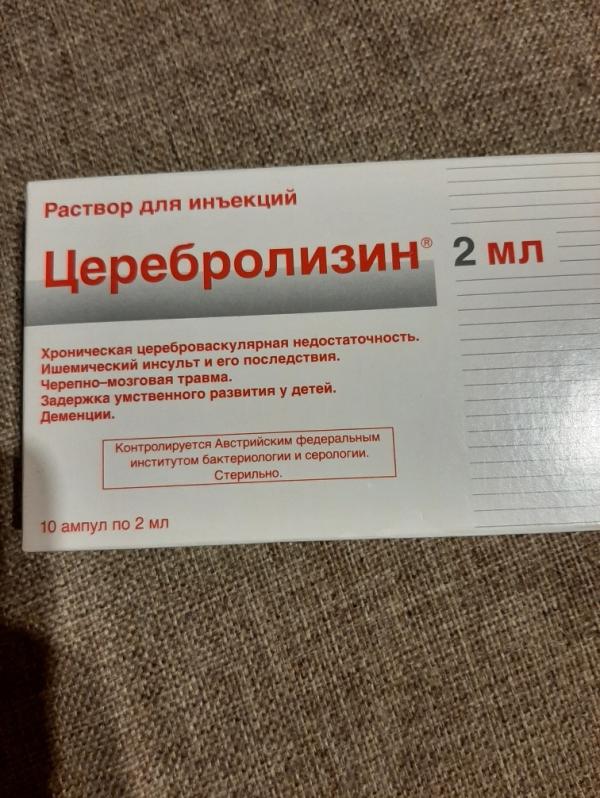 Раствор для инъекций
Церебролизин® 2 мл
Хроническая цереброваскулярная недостаточность.
Ишемический инсульт и его последствия.
Черепно–мозговая травма.
Задержка умственного развития у детей.
Деменции.
Контролируется Австрийским федеральным
институтом бактериологии и серологии.
Стерильно.
10 ампул по 2 мл